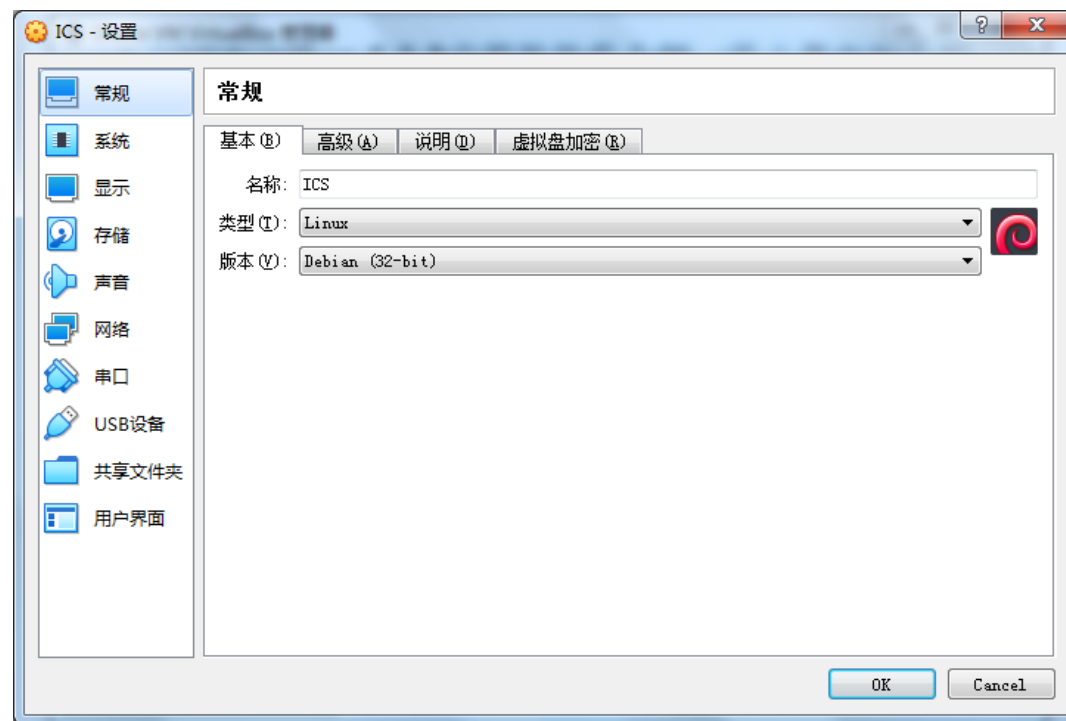 ICS - 设置
常规
系统
显示
存储
声音
网络
串口
USB设备
共享文件夹
用户界面
常规
基本(B) 高级(A) 说明(D) 虚拟盘加密(R)
名称: ICS
类型(T): Linux
版本(V): Debian (32-bit)
OK Cancel